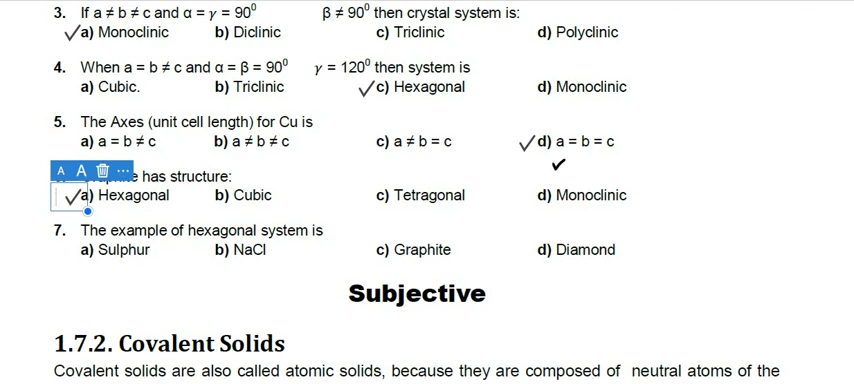 3. If a ≠ b ≠ c and α = γ = 90⁰ β ≠ 90⁰ then crystal system is:
✓a) Monoclinic b) Diclinic c) Triclinic d) Polyclinic
4. When a = b ≠ c and α = β = 90⁰ γ = 120⁰ then system is
a) Cubic. b) Triclinic ✓c) Hexagonal d) Monoclinic
5. The Axes (unit cell length) for Cu is
a) a = b ≠ c b) a ≠ b ≠ c c) a ≠ b = c ✓d) a = b = c
✓
A A ...
has structure:
✓a) Hexagonal b) Cubic c) Tetragonal d) Monoclinic
7. The example of hexagonal system is
a) Sulphur b) NaCl c) Graphite d) Diamond
Subjective
1.7.2. Covalent Solids
Covalent solids are also called atomic solids, because they are composed of neutral atoms of the